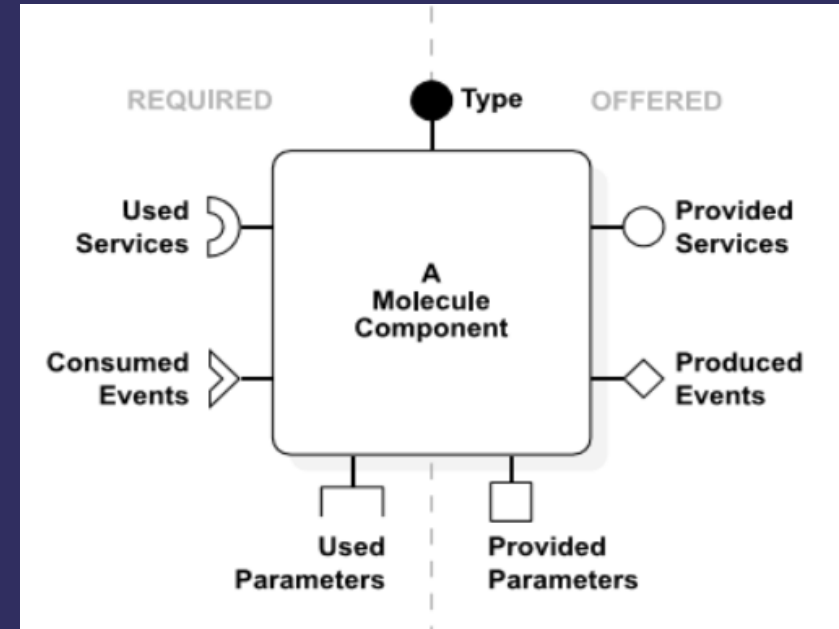 REQUIRED
Type
OFFERED
Used
Services
Provided
Services
A
Molecule
Component
Consumed
Events
Produced
Events
Used
Parameters
Provided
Parameters